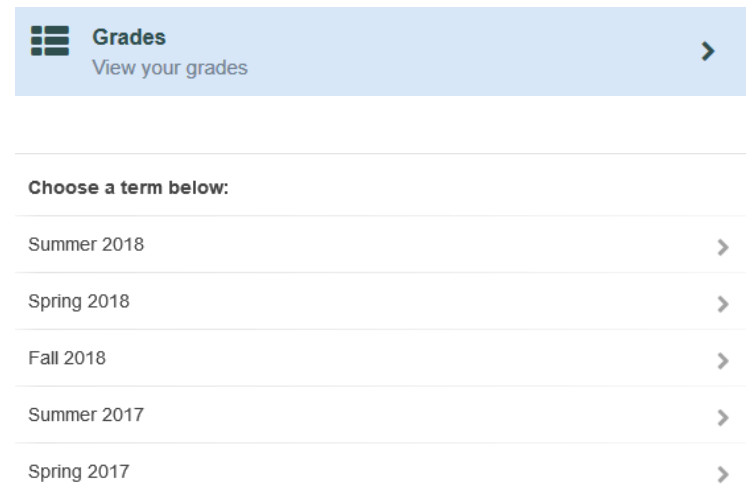 Grades
View your grades
Choose a term below:
Summer 2018
Spring 2018
Fall 2018
Summer 2017
Spring 2017